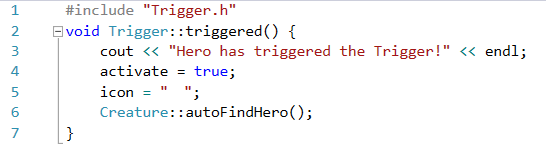 1 #include "Trigger.h"
2 void Trigger::triggered() {
3 cout << "Hero has triggered the Trigger!" << endl;
4 activate = true;
5 icon = "  ";
6 Creature::autoFindHero();
7 }